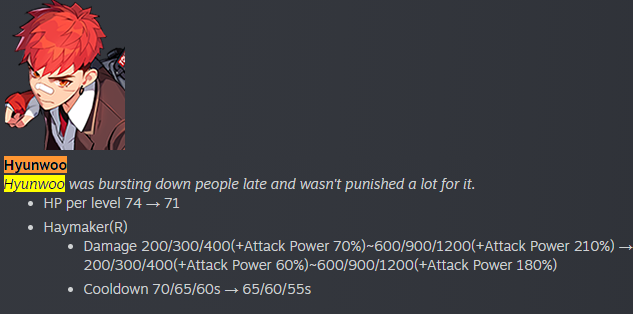 Hyunwoo
Hyunwoo was bursting down people late and wasn't punished a lot for it.
HP per level 74 → 71
Haymaker(R)
Damage 200/300/400(+Attack Power 70%)~600/900/1200(+Attack Power 210%) →
200/300/400(+Attack Power 60%)~600/900/1200(+Attack Power 180%)
Cooldown 70/65/60s → 65/60/55s